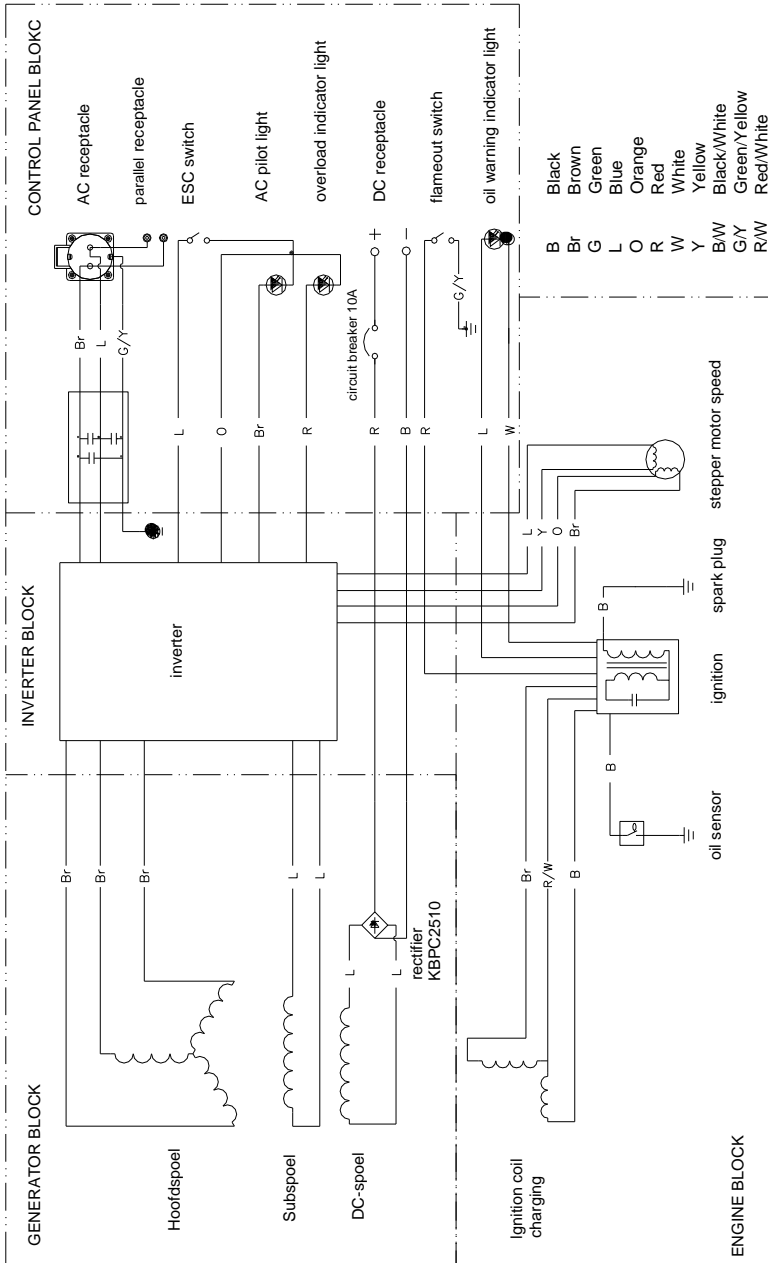 GENERATOR BLOCK
INVERTER BLOCK
CONTROL PANEL BLOKC
Hoofdspoel
Subspoel
DC-spoel
Br
Br
Br
L
L
L
L
rectifier
KBPC2510
inverter
Br
L
G/Y
L
O
Br
R
R
B
R
L
W
circuit breaker 10A
G/Y
+
–
AC receptacle
parallel receptacle
ESC switch
AC pilot light
overload indicator light
DC receptacle
flameout switch
oil warning indicator light
Ignition coil
charging
Br
R/W
B
B
B
L
Y
O
Br
oil sensor
ignition
spark plug
stepper motor speed
ENGINE BLOCK
B Black
Br Brown
G Green
L Blue
O Orange
R Red
W White
Y Yellow
B/W Black/White
G/Y Green/Yellow
R/W Red/White